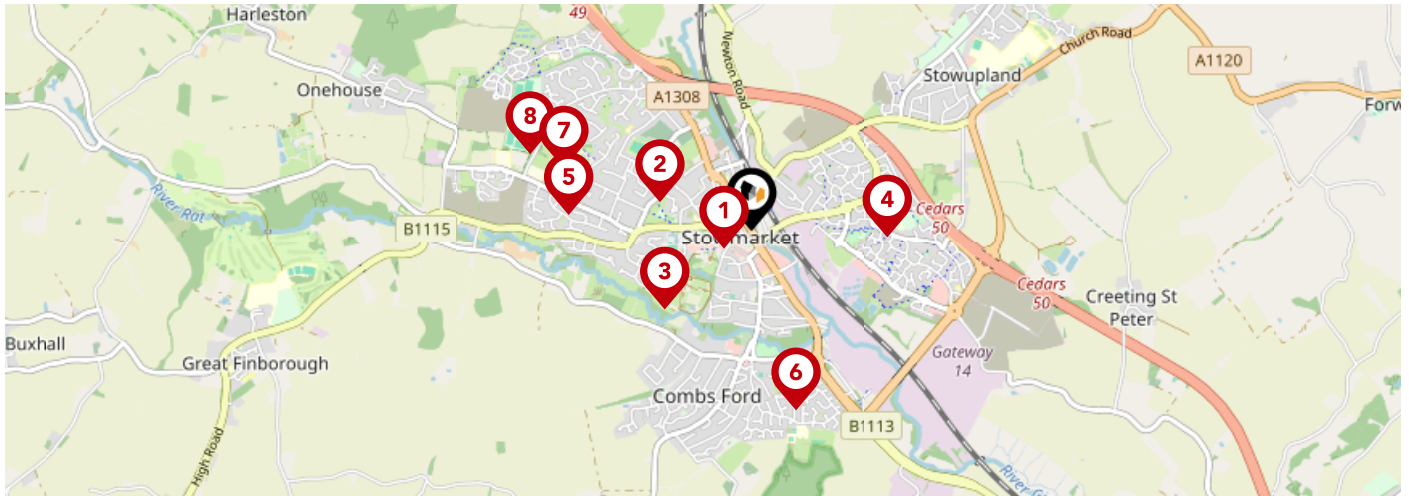 Harleston
49
Newton Road
Church Road
A1120
Stowupland
Onehouse
A1308
Forw
8
7
2
5
1
4
River Rat
Cedars
50
B1115
Stowmarket
3
Cedars
50
Creeting St
Peter
Buxhall
Great Finborough
Gateway
14
6
Combs Ford
B1113
High Road
River G